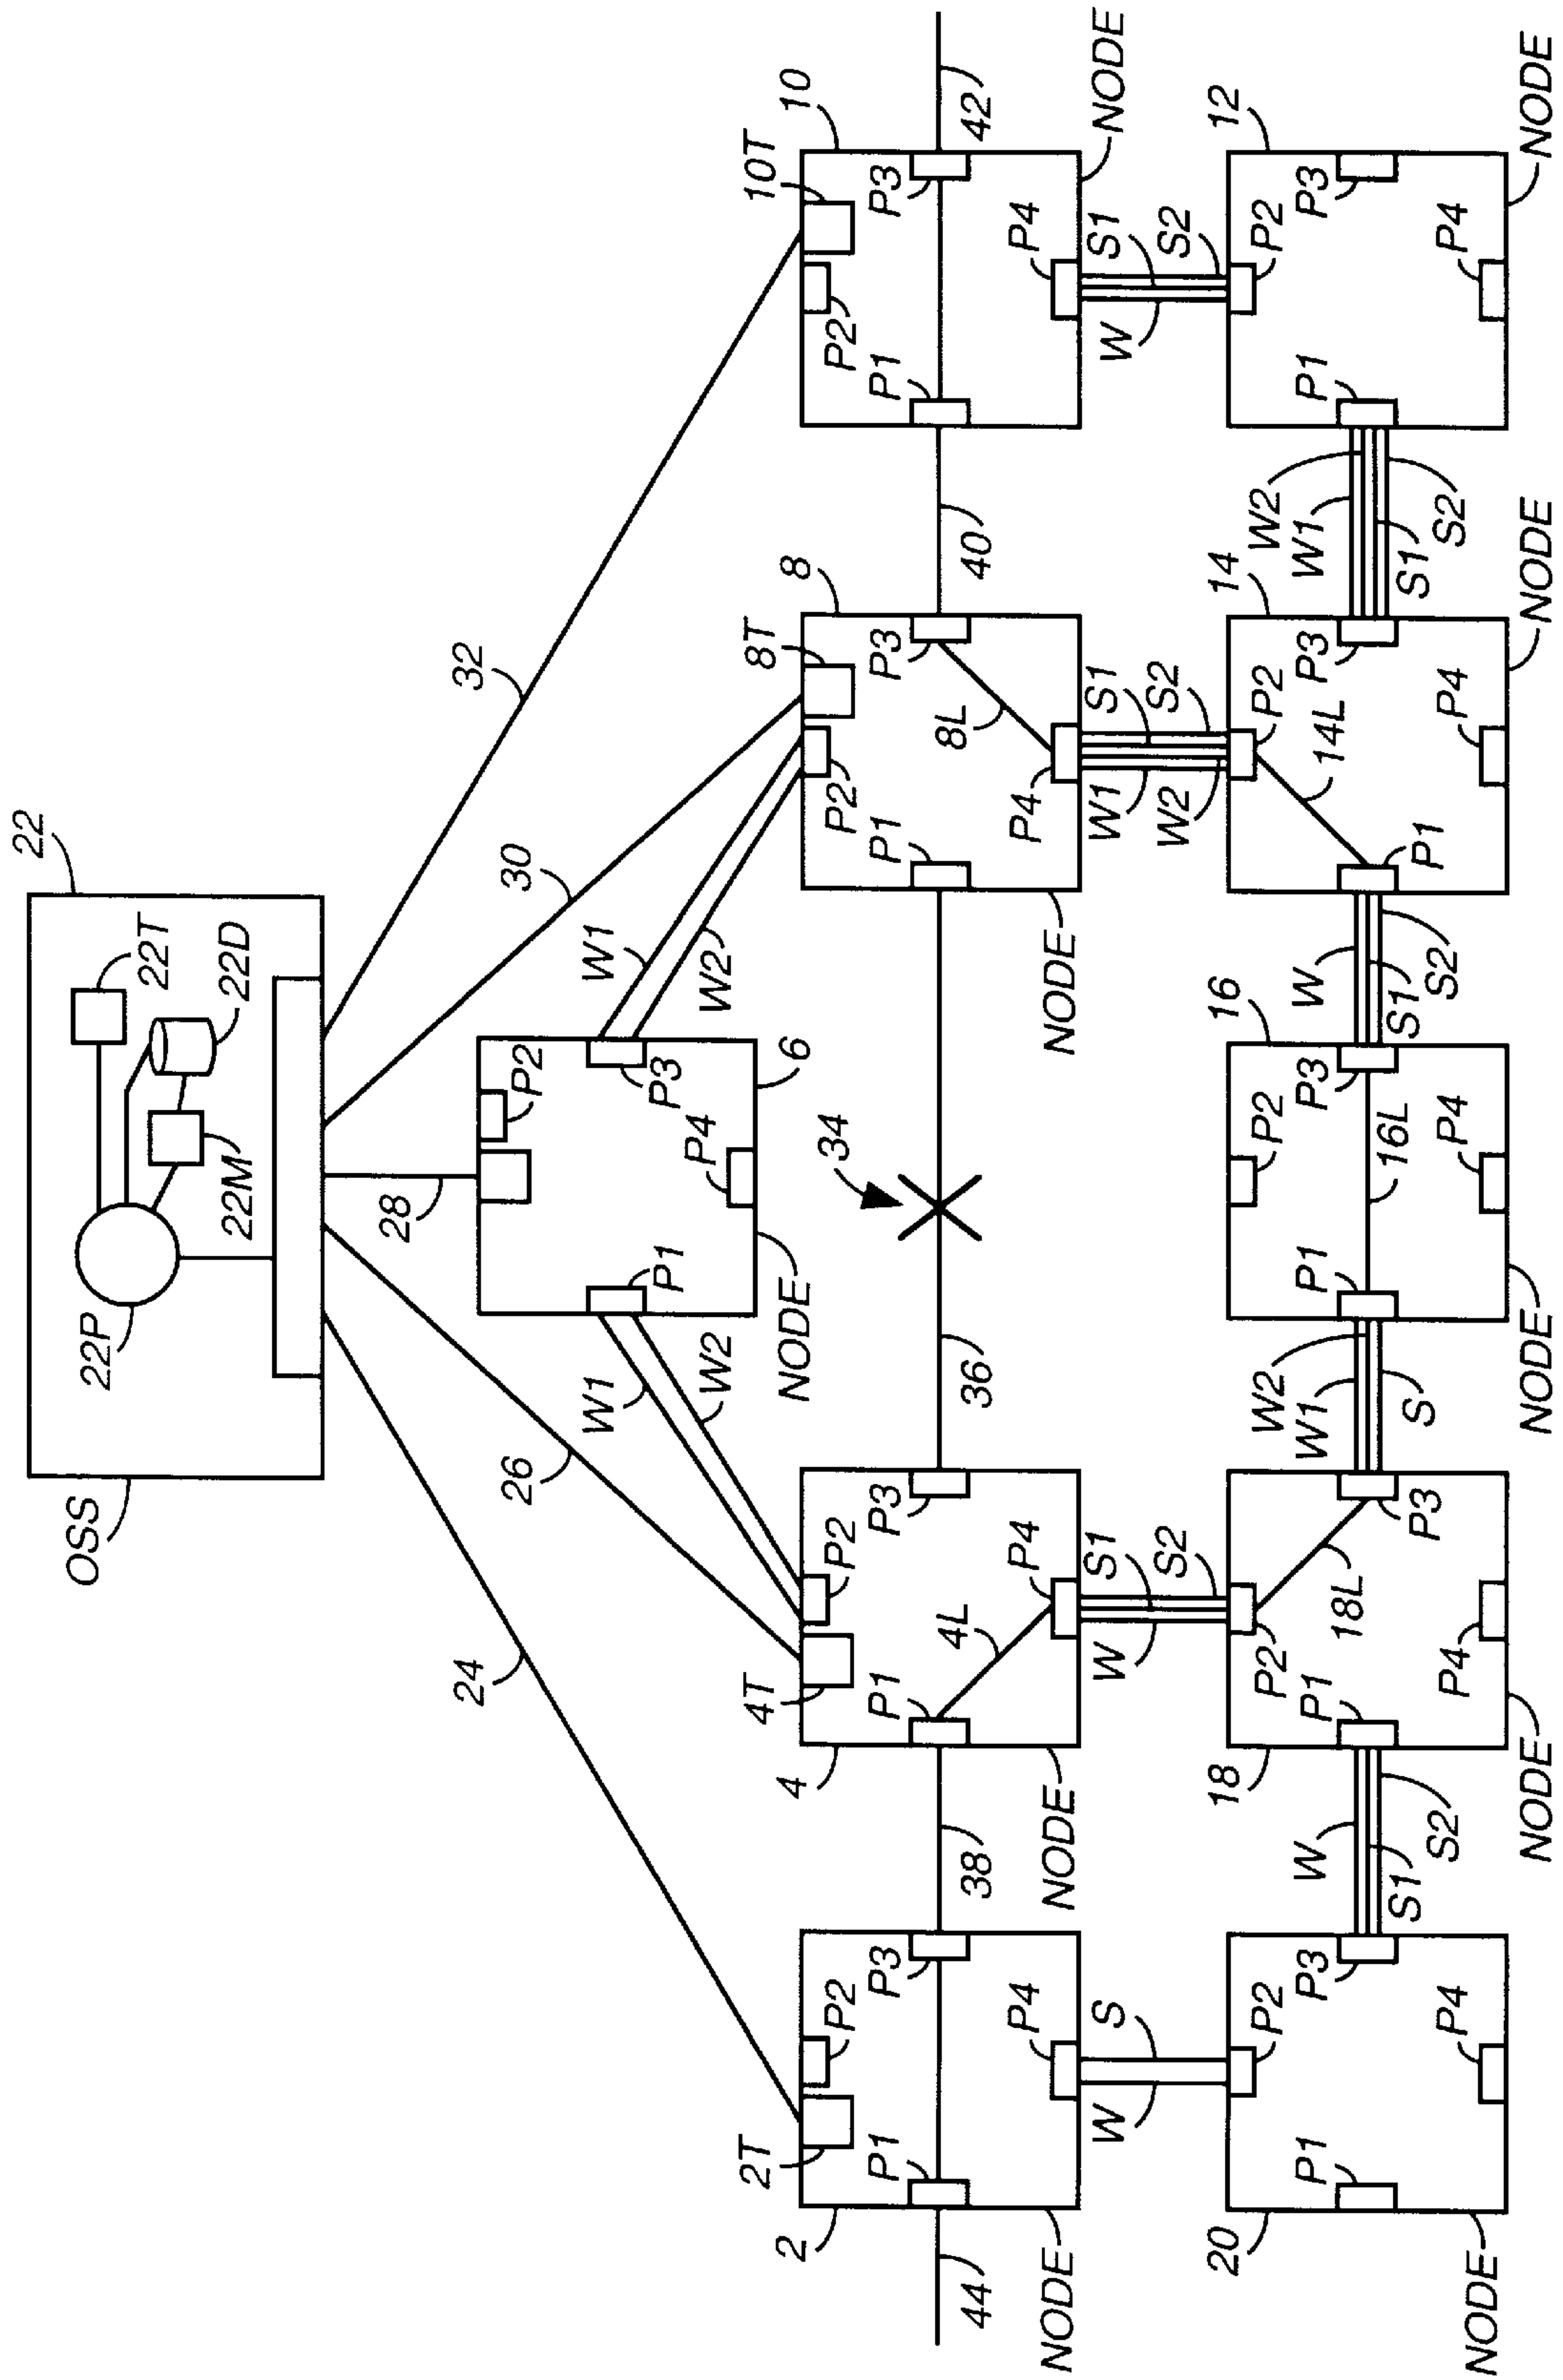 OSS
22
22P
22M
22D
22T
24
26
28
30
32
W1
W2
P1
P2
P3
P4
6
NODE
W1
W2
34
44
2
2T
P1
P2
P3
P4
NODE
38
4
4T
P1
P2
P3
P4
4L
NODE
36
8
8T
P1
P2
P3
P4
8L
NODE
40
10
10T
P1
P2
P3
P4
NODE
42
W
S
W
S1
S2
W1
W2
S1
S2
W
S1
S2
20
P1
P2
P3
P4
NODE
W
S1
S2
18
P1
P2
P3
P4
18L
NODE
W2
W1
S
16
P1
P2
P3
P4
16L
NODE
W
S1
S2
14
P1
P2
P3
P4
14L
NODE
W2
W1
S1
S2
12
P1
P2
P3
P4
NODE